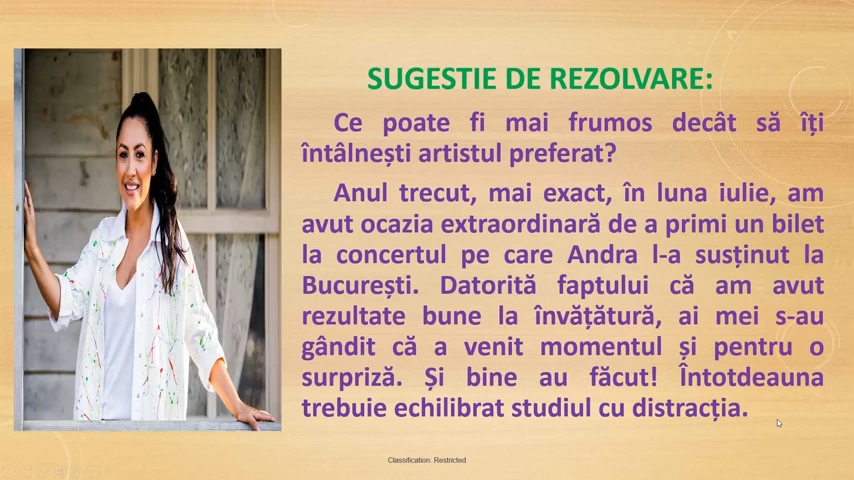 SUGESTIE DE REZOLVARE:
Ce poate fi mai frumos decât să îți
întâlnești artistul preferat?
Anul trecut, mai exact, în luna iulie, am
avut ocazia extraordinară de a primi un bilet
la concertul pe care Andra l-a susținut la
București. Datorită faptului că am avut
rezultate bune la învățătură, ai mei s-au
gândit că a venit momentul și pentru o
surpriză. Și bine au făcut! Întotdeauna
trebuie echilibrat studiul cu distracția.
Classification: Restricted